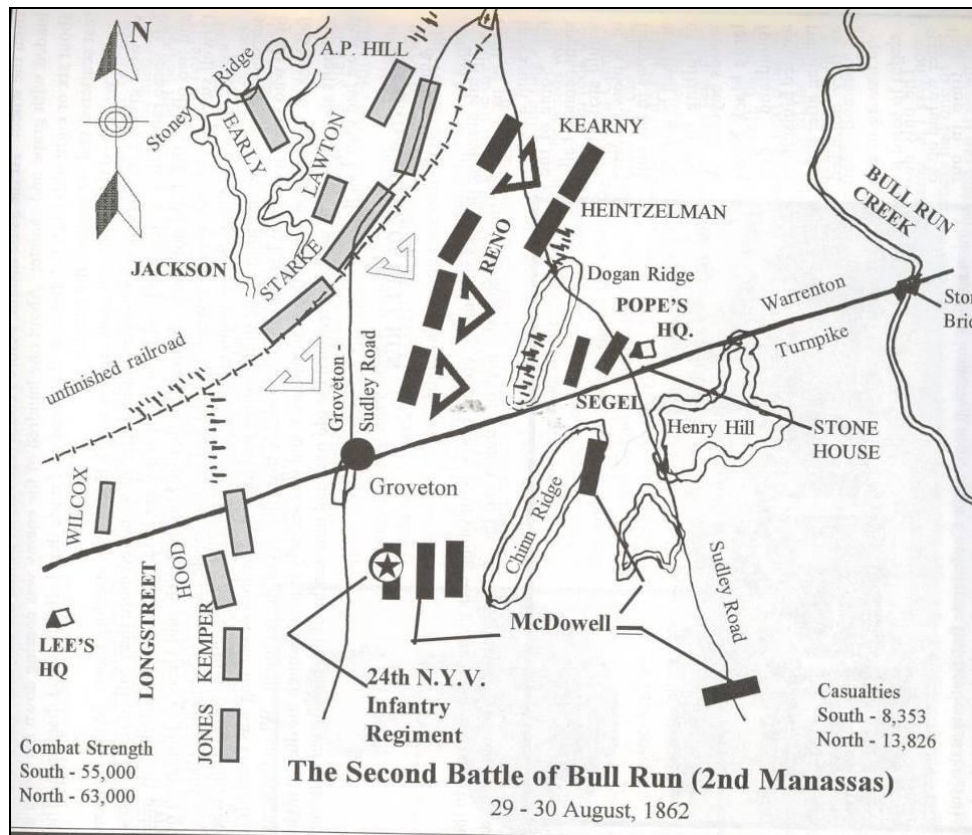 N
A.P. HILL
Stoney Ridge
EARLY
LAWTON
KEARNY
HEINTZELMAN
RENO
BULL RUN
CREEK
JACKSON
STARKE
Dogan Ridge
POPE'S
HQ.
Warrenton
Turnpike
unfinished railroad
Groveton -
Sudley Road
SEGEL
Henry Hill
STONE
HOUSE
WILCOX
Groveton
Chinn Ridge
HOOD
LONGSTREET
Sudley Road
McDowell
LEE'S
HQ
KEMPER
24th N.Y.V.
Infantry
Regiment
JONES
Casualties
South - 8,353
North - 13,826
Combat Strength
South - 55,000
North - 63,000
The Second Battle of Bull Run (2nd Manassas)
29 - 30 August, 1862